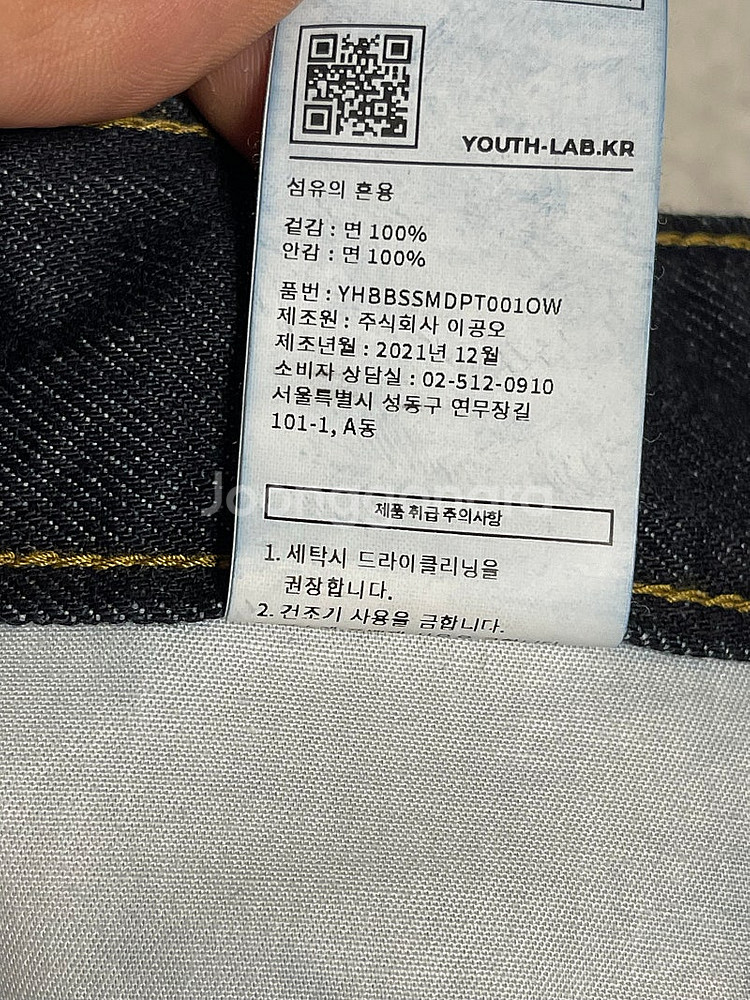 YOUTH-LAB.KR
섬유의 혼용
겉감 : 면 100%
안감 : 면 100%
품번 : YHBBSSMDPT001OW
제조원 : 주식회사 이공오
제조년월 : 2021년 12월
소비자 상담실 : 02-512-0910
서울특별시 성동구 연무장길
101-1, A동
Joonggonara
제품 취급 주의사항
1. 세탁시 드라이클리닝을
권장합니다.
2. 건조기 사용을 금합니다.